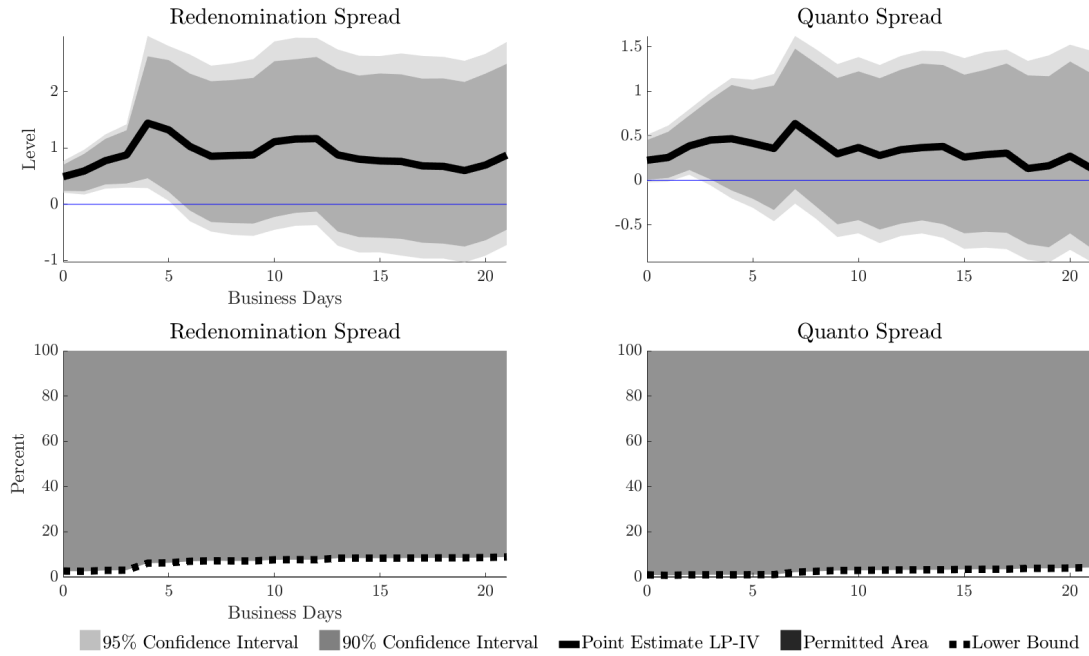 Redenomination Spread
Level
2
1
0
-1
0 5 10 15 20
Business Days
Quanto Spread
1.5
1
0.5
0
-0.5
0 5 10 15 20
Redenomination Spread
Percent
100
80
60
40
20
0
0 5 10 15 20
Business Days
Quanto Spread
100
80
60
40
20
0
0 5 10 15 20
95% Confidence Interval 90% Confidence Interval Point Estimate LP-IV Permitted Area Lower Bound